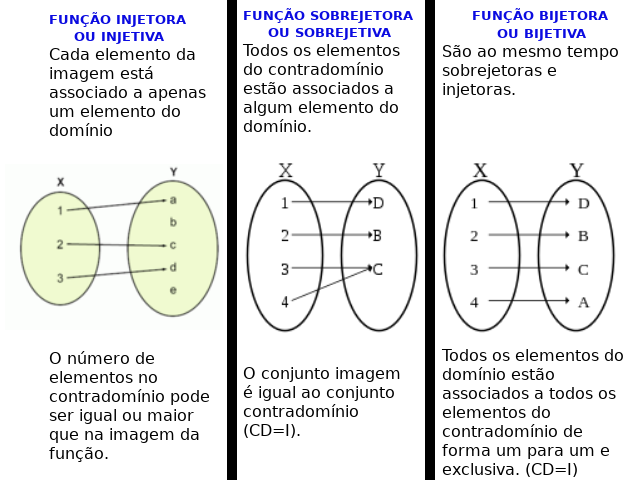 FUNÇÃO INJETORA
OU INJETIVA
Cada elemento da
imagem está
associado a apenas
um elemento do
domínio
X
Y
1
2
3
a
b
c
d
e
O número de
elementos no
contradomínio pode
ser igual ou maior
que na imagem da
função.
FUNÇÃO SOBREJETORA
OU SOBREJETIVA
Todos os elementos
do contradomínio
estão associados a
algum elemento do
domínio.
X
Y
1
2
3
4
D
B
C
O conjunto imagem
é igual ao conjunto
contradomínio
(CD=I).
FUNÇÃO BIJETORA
OU BIJETIVA
São ao mesmo tempo
sobrejetoras e
injetoras.
X
Y
1
2
3
4
D
B
C
A
Todos os elementos do
domínio estão
associados a todos os
elementos do
contradomínio de
forma um para um e
exclusiva. (CD=I)